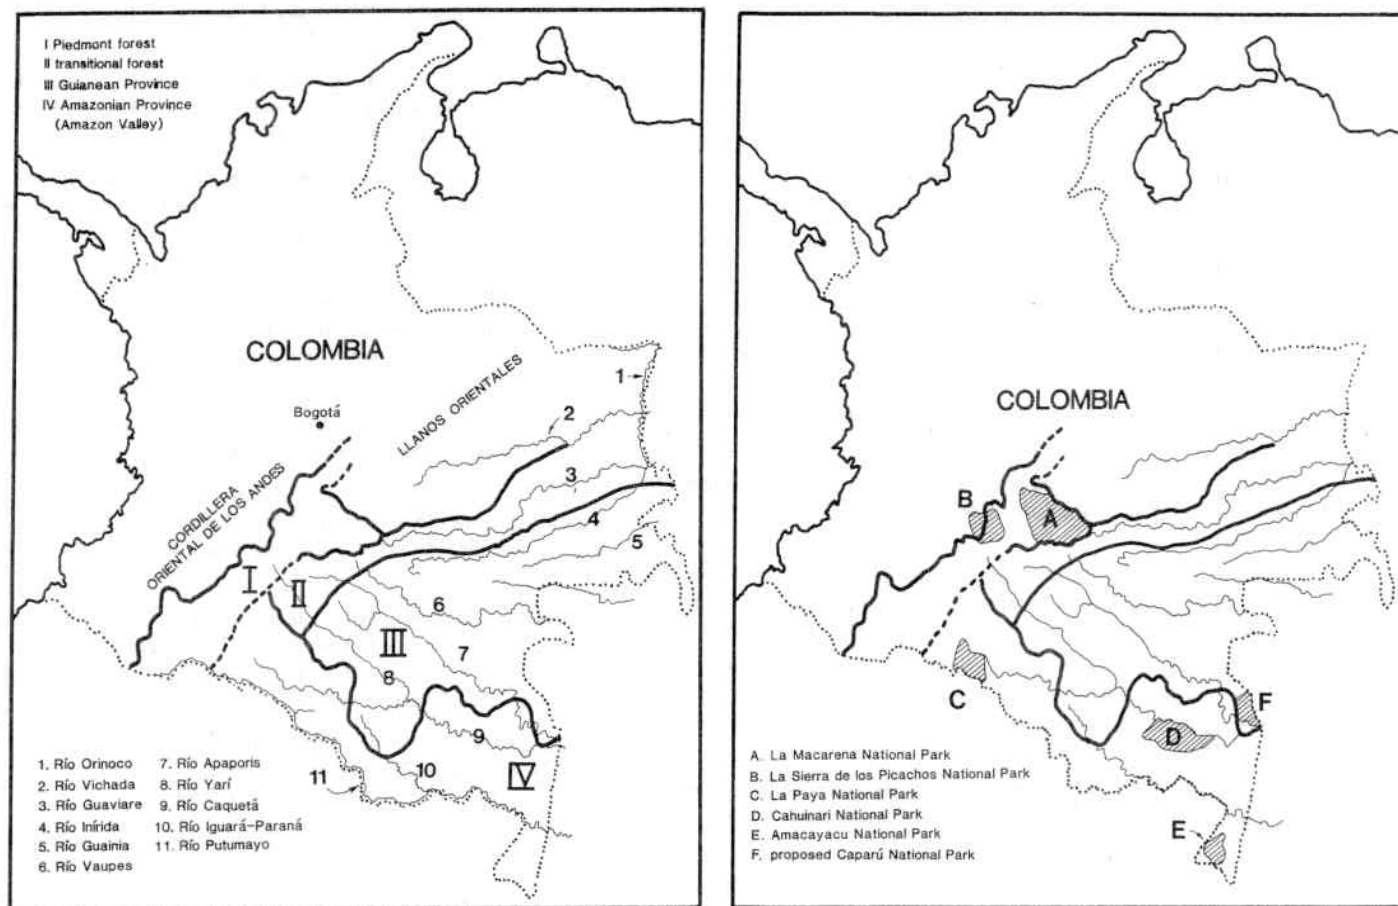 I Piedmont forest
II transitional forest
III Guianean Province
IV Amazonian Province
(Amazon Valley)
COLOMBIA
Bogotá
LLANOS ORIENTALES
CORDILLERA
ORIENTAL DE LOS ANDES
1
2
3
4
5
I
II
6
III
7
8
9
IV
10
11
1. Río Orinoco
2. Río Vichada
3. Río Guaviare
4. Río Inírida
5. Río Guainia
6. Río Vaupes
7. Río Apaporis
8. Río Yarí
9. Río Caquetá
10. Río Iguará-Paraná
11. Río Putumayo
COLOMBIA
B
A
C
F
D
E
A. La Macarena National Park
B. La Sierra de los Picachos National Park
C. La Paya National Park
D. Cahuinari National Park
E. Amacayacu National Park
F. proposed Caparú National Park